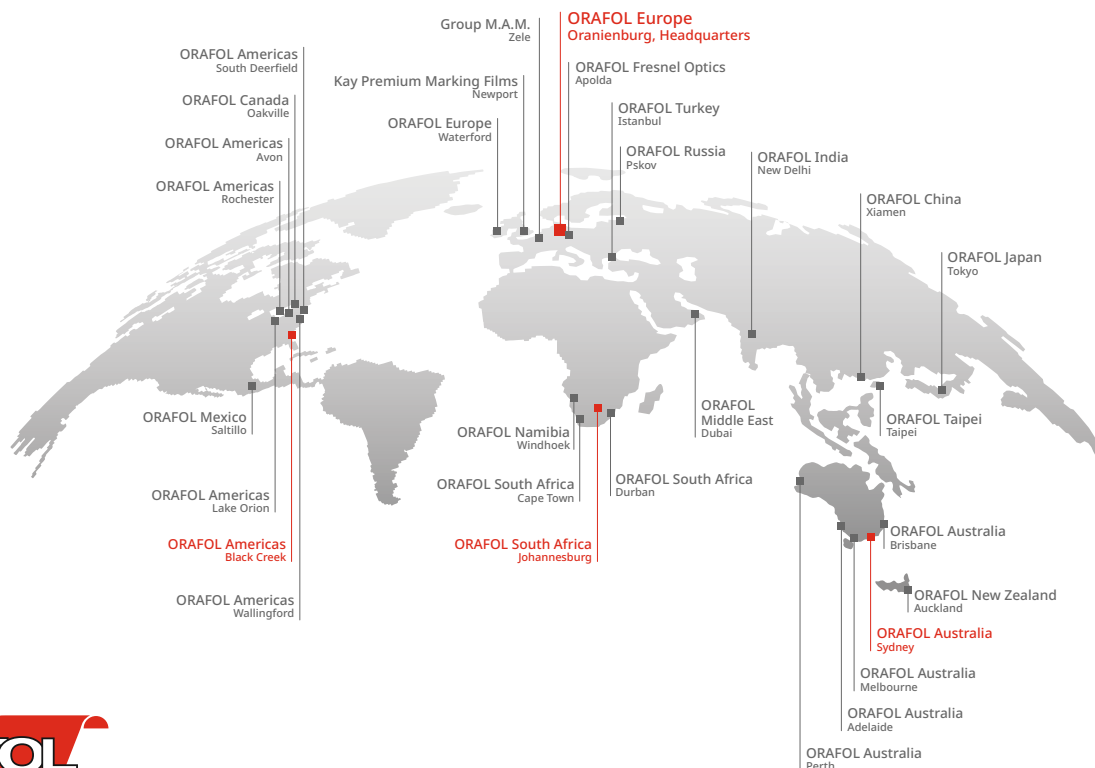 Group M.A.M.
Zele
ORAFOL Europe
Oranienburg, Headquarters
ORAFOL Americas
South Deerfield
ORAFOL Fresnel Optics
Apolda
Kay Premium Marking Films
Newport
ORAFOL Canada
Oakville
ORAFOL Turkey
Istanbul
ORAFOL Europe
Waterford
ORAFOL Americas
Avon
ORAFOL Russia
Pskov
ORAFOL India
New Delhi
ORAFOL Americas
Rochester
ORAFOL China
Xiamen
ORAFOL Japan
Tokyo
ORAFOL
Middle East
Dubai
ORAFOL Mexico
Saltillo
ORAFOL Taipei
Taipei
ORAFOL Namibia
Windhoek
ORAFOL South Africa
Cape Town
ORAFOL South Africa
Durban
ORAFOL Americas
Lake Orion
ORAFOL Australia
Brisbane
ORAFOL Americas
Black Creek
ORAFOL South Africa
Johannesburg
ORAFOL Americas
Wallingford
ORAFOL New Zealand
Auckland
ORAFOL Australia
Sydney
ORAFOL Australia
Melbourne
ORAFOL Australia
Adelaide
ORAFOL Australia
Perth
OL